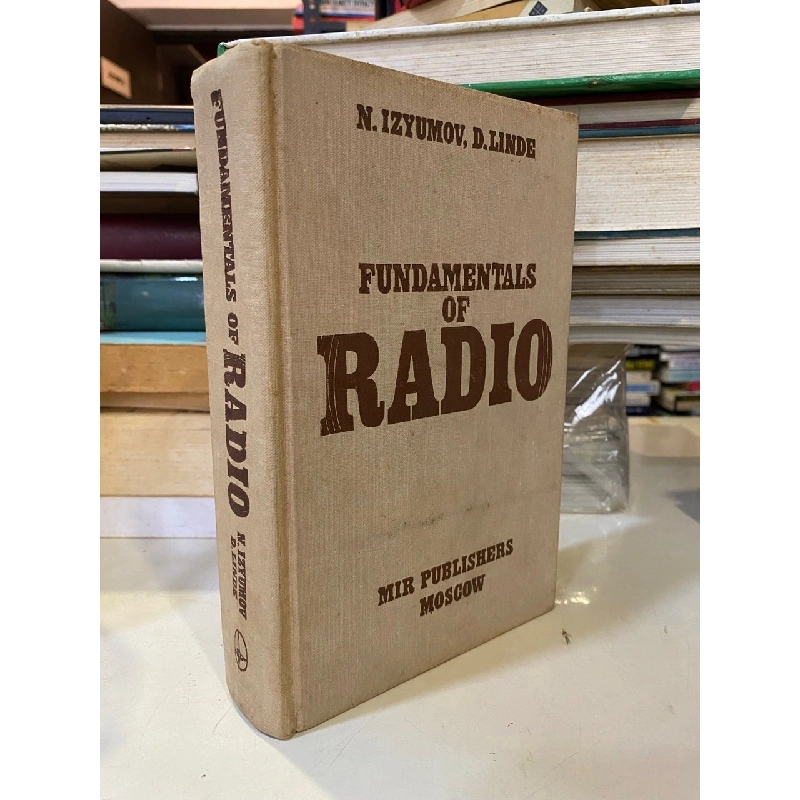 N. IZYUMOV, D. LINDE
FUNDAMENTALS
OF
RADIO
MIR PUBLISHERS
MOSCOW
FUNDAMENTALS OF RADIO
N. IZYUMOV
D. LINDE